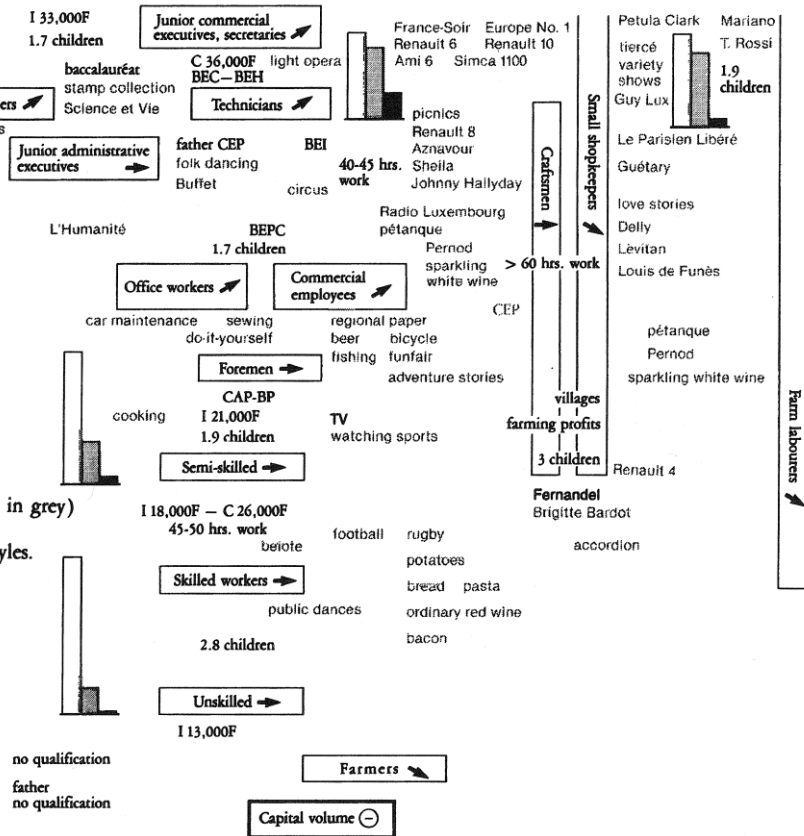 I 33,000F
1.7 children
Junior commercial
executives, secretaries
France-Soir Europe No. 1
Renault 6 Renault 10
Ami 6 Simca 1100
Petula Clark Mariano
tiercé T. Rossi
variety
shows
Guy Lux
1.9
children
C 36,000F light opera
BEC–BEH
baccalauréat
stamp collection
Science et Vie
Technicians
ers
s
picnics
Renault 8
Aznavour
Sheila
Johnny Hallyday
Junior administrative
executives
father CEP BEI
folk dancing
Buffet
circus
40-45 hrs.
work
Craftsmen
Small shopkeepers
Le Parisien Libéré
Guétary
love stories
Delly
Lévitan
Louis de Funès
L'Humanité
BEPC
1.7 children
Radio Luxembourg
pétanque
Pernod
sparkling
white wine
> 60 hrs. work
Office workers
Commercial
employees
CEP
car maintenance sewing
do-it-yourself
regional paper
beer bicycle
fishing funfair
adventure stories
pétanque
Pernod
sparkling white wine
Foremen
CAP-BP
cooking
I 21,000F
1.9 children
TV
watching sports
villages
farming profits
3 children
Renault 4
Farm labourers
Semi-skilled
Fernandel
Brigitte Bardot
accordion
in grey)
I 18,000F – C 26,000F
45-50 hrs. work
belote
football rugby
potatoes
bread pasta
ordinary red wine
bacon
yles.
Skilled workers
public dances
2.8 children
Unskilled
I 13,000F
no qualification
father
no qualification
Farmers
Capital volume −